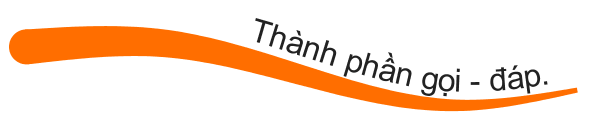 Thành phần gọi - đáp.